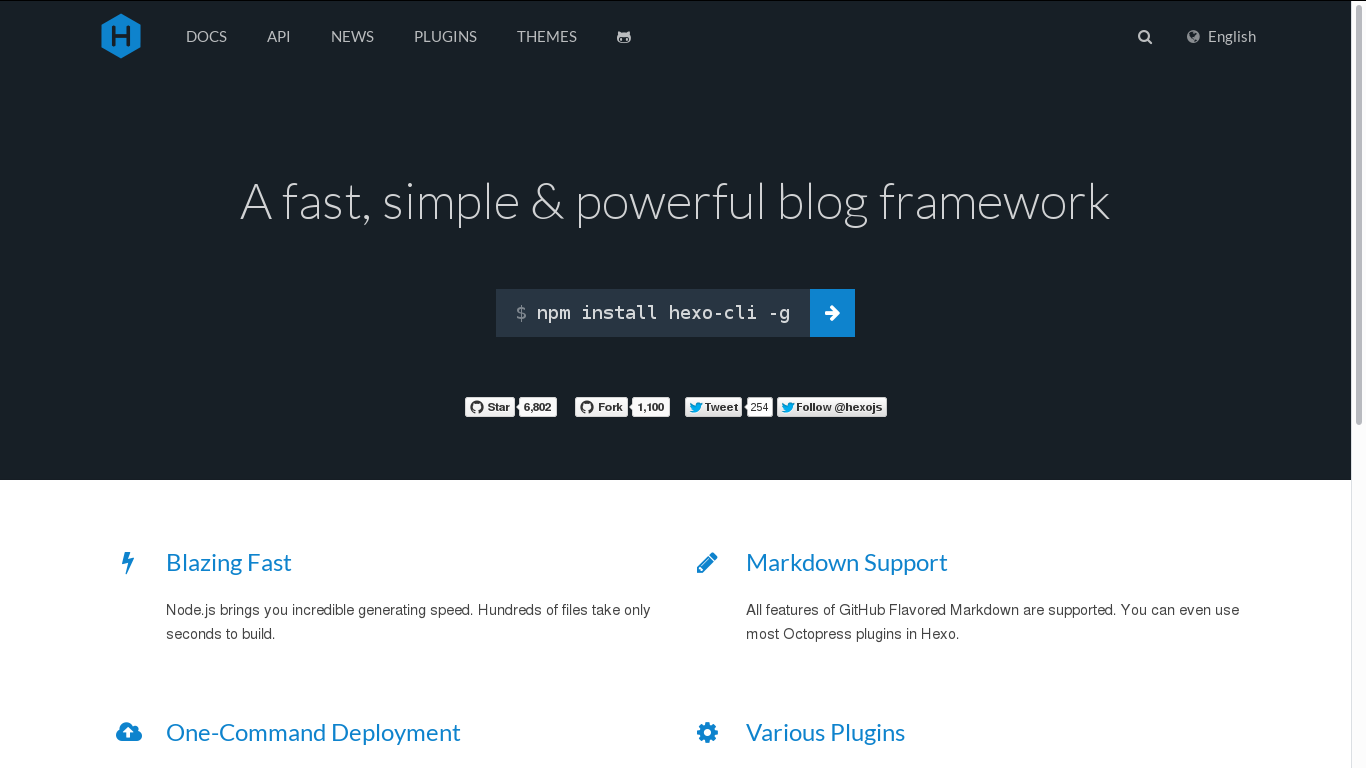 H DOCS API NEWS PLUGINS THEMES English
A fast, simple & powerful blog framework
$ npm install hexo-cli -g
Star 6,802 Fork 1,100 Tweet 254 Follow @hexojs
Blazing Fast
Node.js brings you incredible generating speed. Hundreds of files take only
seconds to build.
Markdown Support
All features of GitHub Flavored Markdown are supported. You can even use
most Octopress plugins in Hexo.
One-Command Deployment
Various Plugins